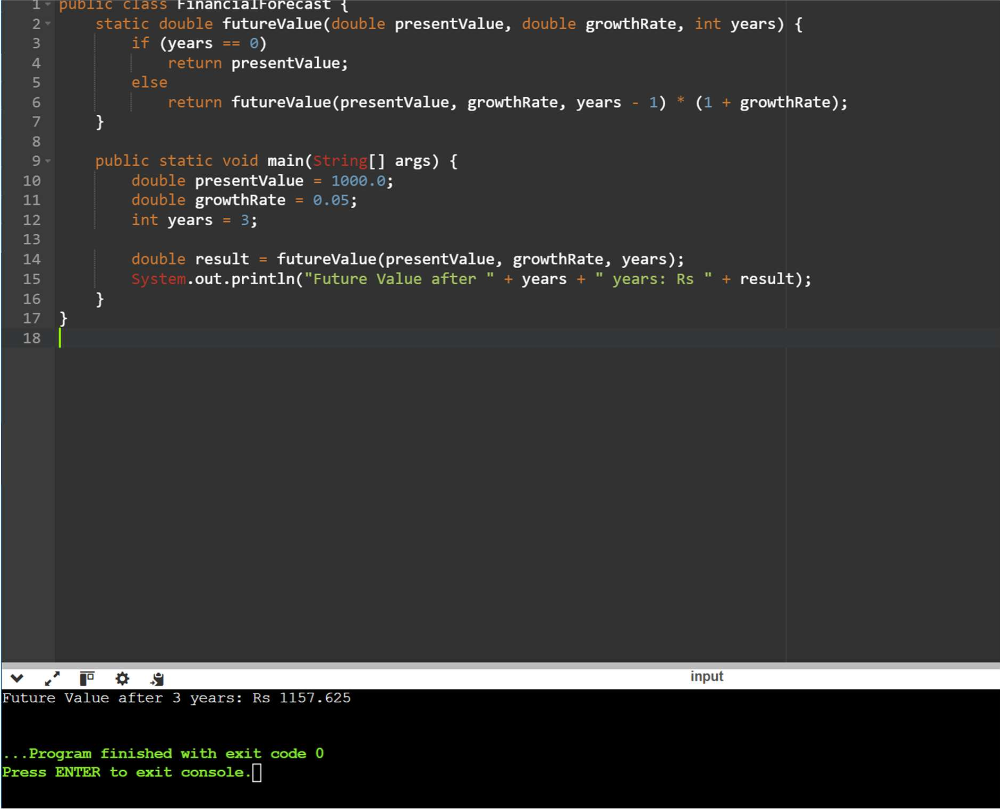 1 public class FinancialForecast {
2     static double futureValue(double presentValue, double growthRate, int years) {
3         if (years == 0)
4             return presentValue;
5         else
6             return futureValue(presentValue, growthRate, years - 1) * (1 + growthRate);
7     }
8
9     public static void main(String[] args) {
10         double presentValue = 1000.0;
11         double growthRate = 0.05;
12         int years = 3;
13
14         double result = futureValue(presentValue, growthRate, years);
15         System.out.println("Future Value after " + years + " years: Rs " + result);
16     }
17 }
18
input
Future Value after 3 years: Rs 1157.625
...Program finished with exit code 0
Press ENTER to exit console.